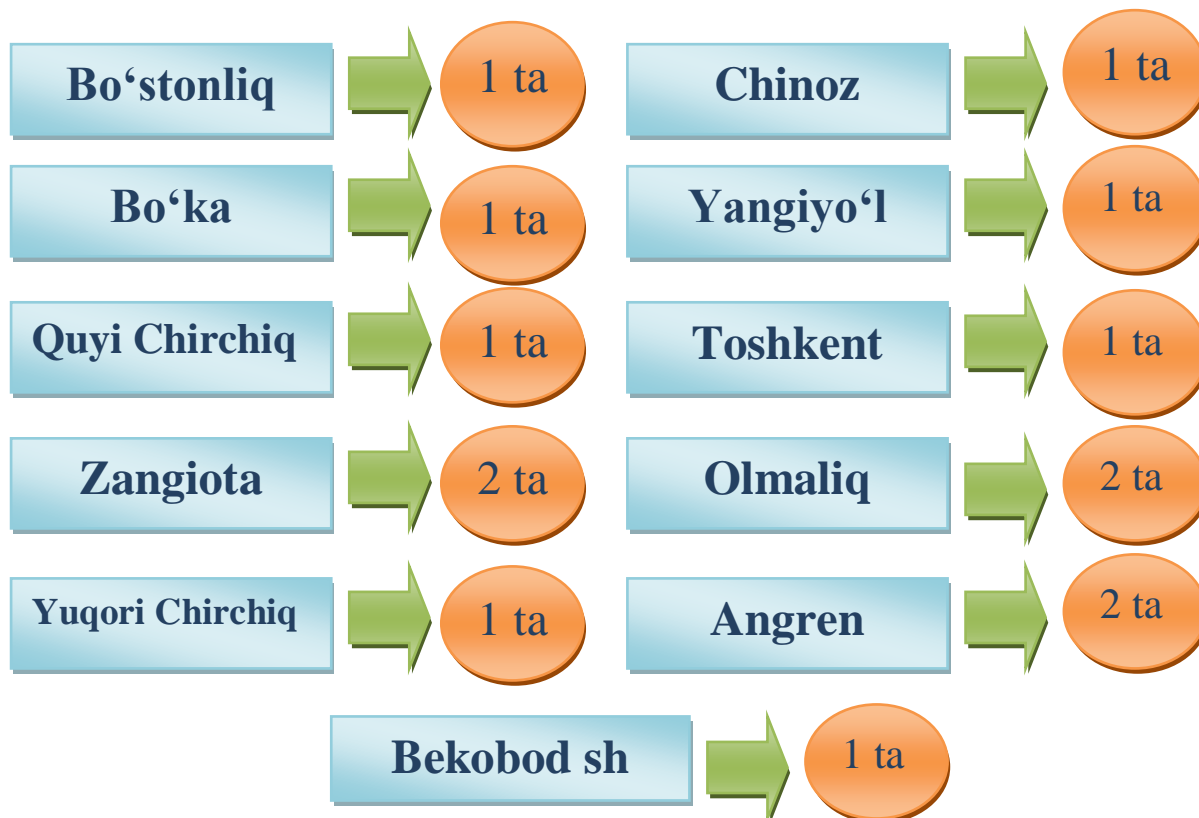 Bo‘stonliq 1 ta Chinoz 1 ta
Bo‘ka 1 ta Yangiyo‘l 1 ta
Quyi Chirchiq 1 ta Toshkent 1 ta
Zangiota 2 ta Olmaliq 2 ta
Yuqori Chirchiq 1 ta Angren 2 ta
Bekobod sh 1 ta